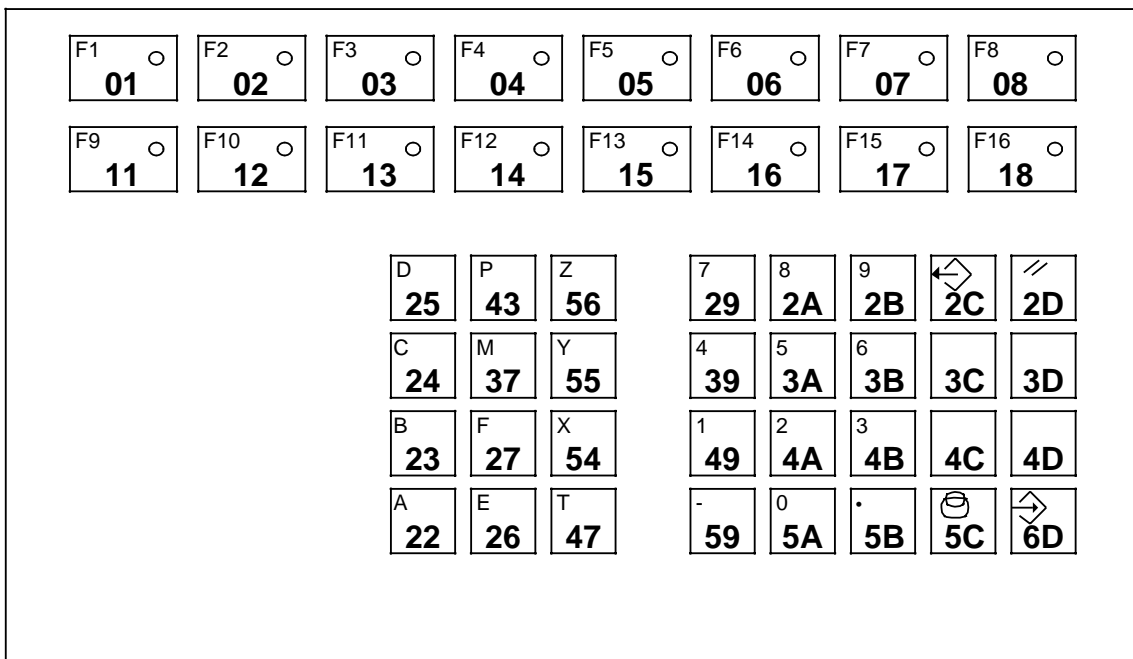 F1 F2 F3 F4 F5 F6 F7 F8
01 02 03 04 05 06 07 08
F9 F10 F11 F12 F13 F14 F15 F16
11 12 13 14 15 16 17 18
D P Z 7 8 9
25 43 56 29 2A 2B 2C 2D
C M Y 4 5 6
24 37 55 39 3A 3B 3C 3D
B F X 1 2 3
23 27 54 49 4A 4B 4C 4D
A E T - 0 .
22 26 47 59 5A 5B 5C 6D